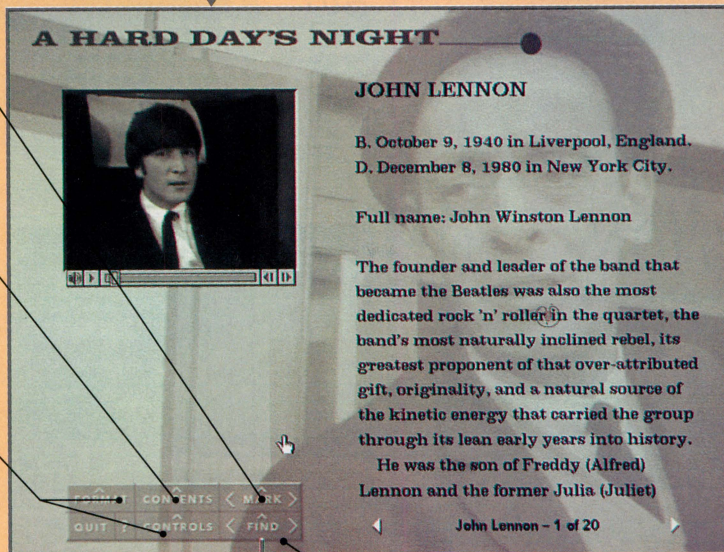 A HARD DAY'S NIGHT
JOHN LENNON
B. October 9, 1940 in Liverpool, England.
D. December 8, 1980 in New York City.
Full name: John Winston Lennon
The founder and leader of the band that
became the Beatles was also the most
dedicated rock 'n' roller in the quartet, the
band's most naturally inclined rebel, its
greatest proponent of that over-attributed
gift, originality, and a natural source of
the kinetic energy that carried the group
through its lean early years into history.
He was the son of Freddy (Alfred)
Lennon and the former Julia (Juliet)
FORMAT CONTENTS < MARK >
QUIT ? CONTROLS < FIND >
John Lennon – 1 of 20